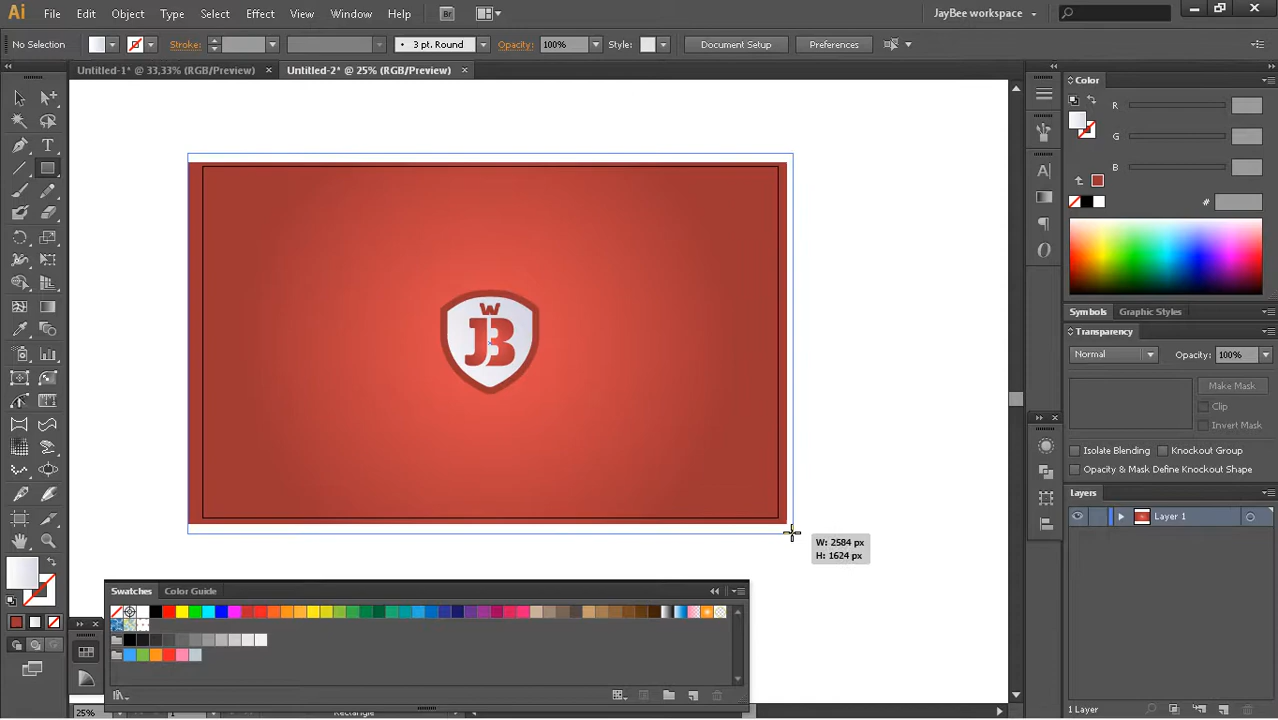 Ai File Edit Object Type Select Effect View Window Help Br JayBee workspace
No Selection Stroke: 3 pt. Round Opacity: 100% Style: Document Setup Preferences
Untitled-1* @ 33,33% (RGB/Preview) × Untitled-2* @ 25% (RGB/Preview) ×
Color
R
G
B
#
W
JB
W: 2584 px
H: 1624 px
Symbols Graphic Styles
Transparency
Normal Opacity: 100%
Make Mask
Clip
Invert Mask
Isolate Blending Knockout Group
Opacity & Mask Define Knockout Shape
Layers
Layer 1
Swatches Color Guide
25% 1 Rectangle
1 Layer